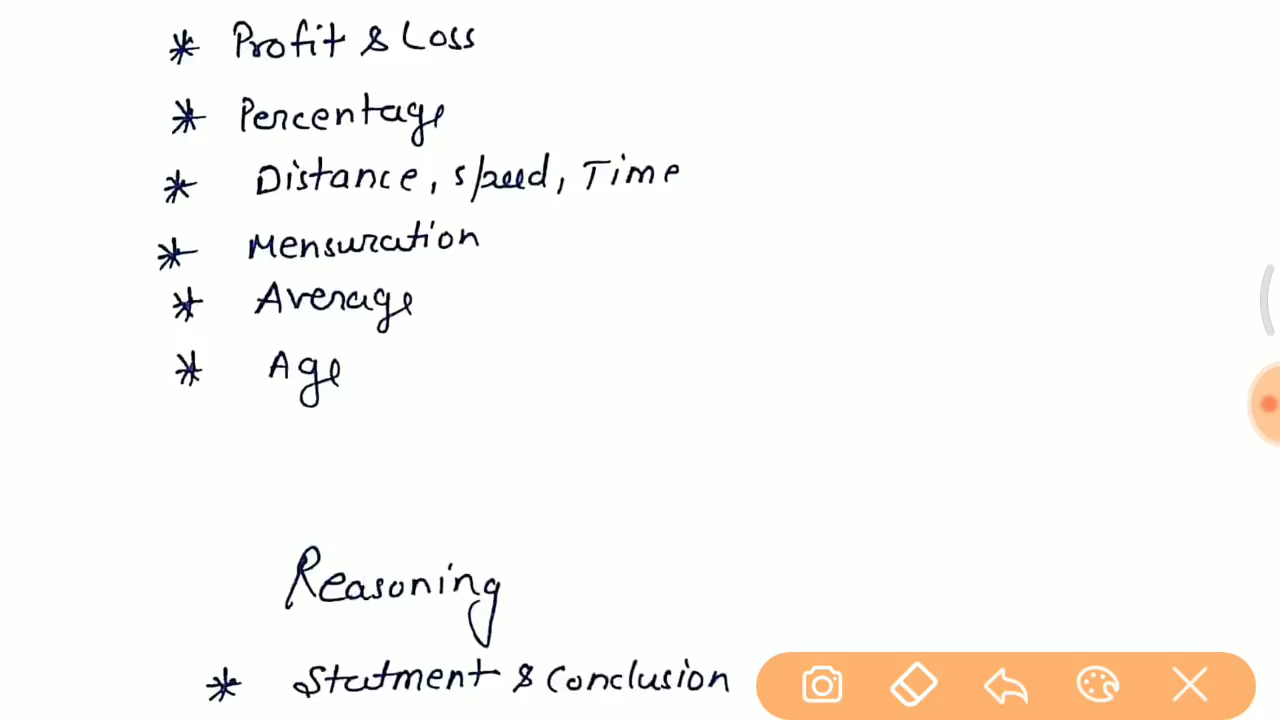 * Profit & Loss
* Percentage
* Distance, Speed, Time
* Mensuration
* Average
* Age
Reasoning
* Statment & Conclusion